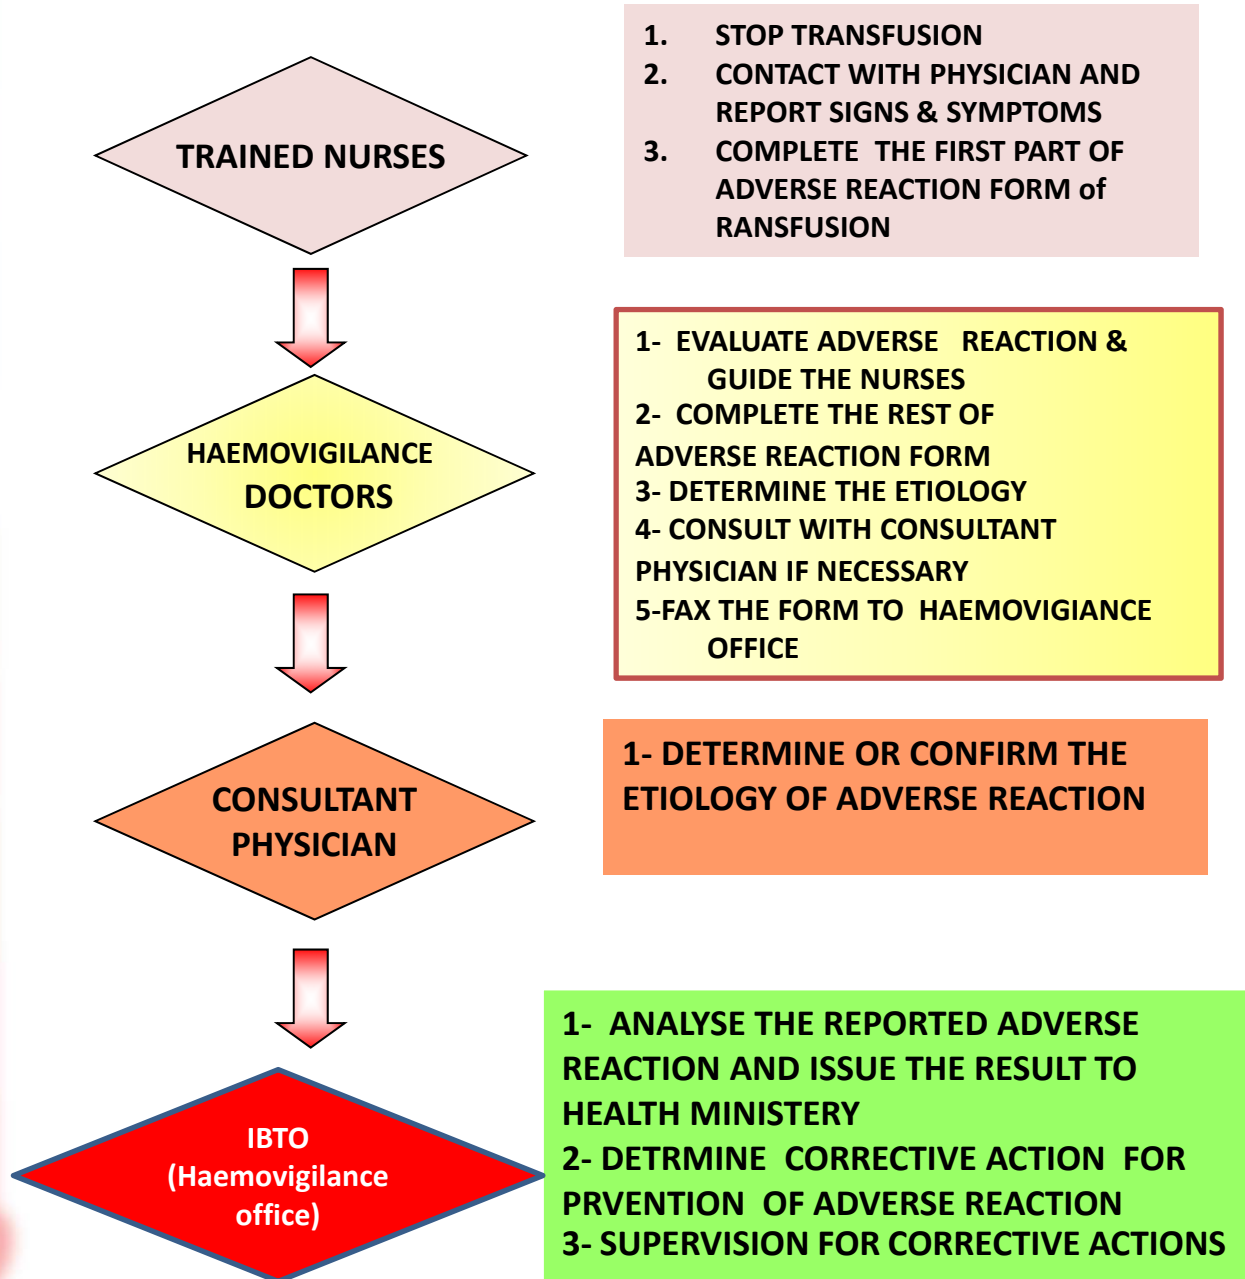 TRAINED NURSES
1. STOP TRANSFUSION
2. CONTACT WITH PHYSICIAN AND
REPORT SIGNS & SYMPTOMS
3. COMPLETE THE FIRST PART OF
ADVERSE REACTION FORM of
RANSFUSION
HAEMOVIGILANCE
DOCTORS
1- EVALUATE ADVERSE REACTION &
GUIDE THE NURSES
2- COMPLETE THE REST OF
ADVERSE REACTION FORM
3- DETERMINE THE ETIOLOGY
4- CONSULT WITH CONSULTANT
PHYSICIAN IF NECESSARY
5-FAX THE FORM TO HAEMOVIGIANCE
OFFICE
CONSULTANT
PHYSICIAN
1- DETERMINE OR CONFIRM THE
ETIOLOGY OF ADVERSE REACTION
IBTO
(Haemovigilance
office)
1- ANALYSE THE REPORTED ADVERSE
REACTION AND ISSUE THE RESULT TO
HEALTH MINISTERY
2- DETRMINE CORRECTIVE ACTION FOR
PRVENTION OF ADVERSE REACTION
3- SUPERVISION FOR CORRECTIVE ACTIONS